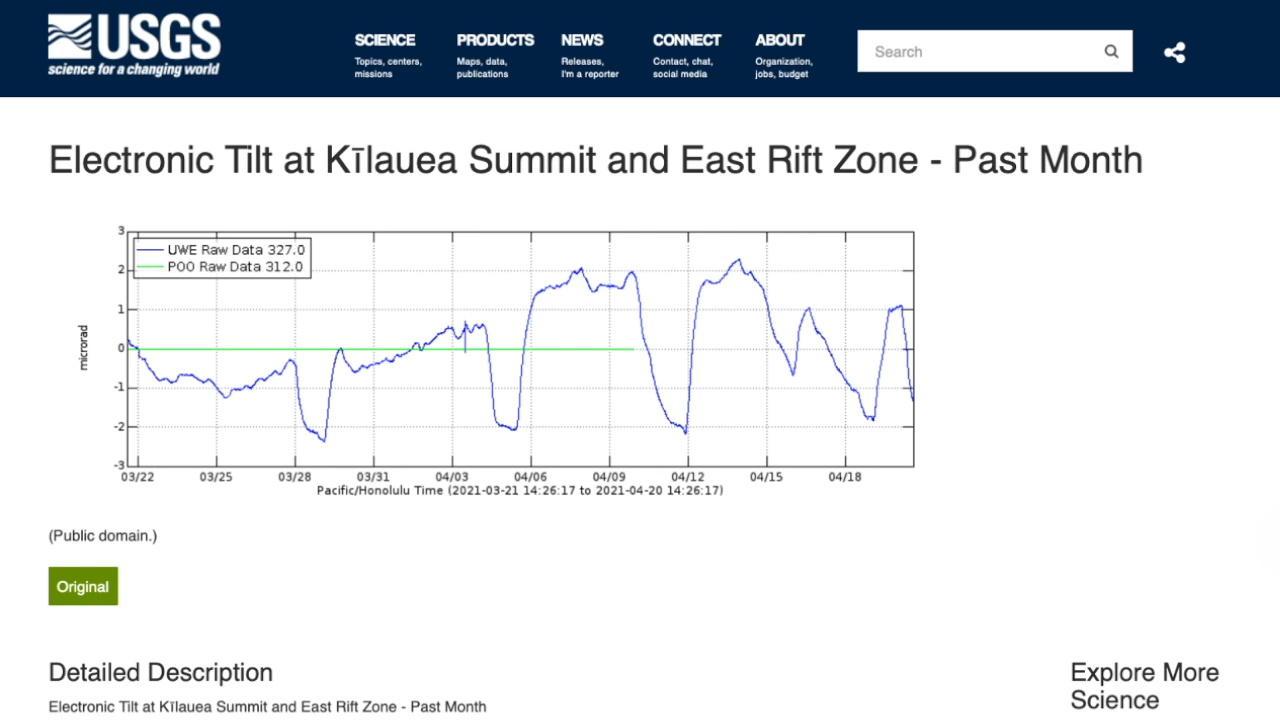 USGS
science for a changing world
SCIENCE
Topics, centers,
missions
PRODUCTS
Maps, data,
publications
NEWS
Releases,
I'm a reporter
CONNECT
Contact, chat,
social media
ABOUT
Organization,
jobs, budget
Search
Electronic Tilt at Kīlauea Summit and East Rift Zone - Past Month
UWE Raw Data 327.0
POO Raw Data 312.0
microrad
3
2
1
0
-1
-2
-3
03/22 03/25 03/28 03/31 04/03 04/06 04/09 04/12 04/15 04/18
Pacific/Honolulu Time (2021-03-21 14:26:17 to 2021-04-20 14:26:17)
(Public domain.)
Original
Detailed Description
Electronic Tilt at Kīlauea Summit and East Rift Zone - Past Month
Explore More
Science